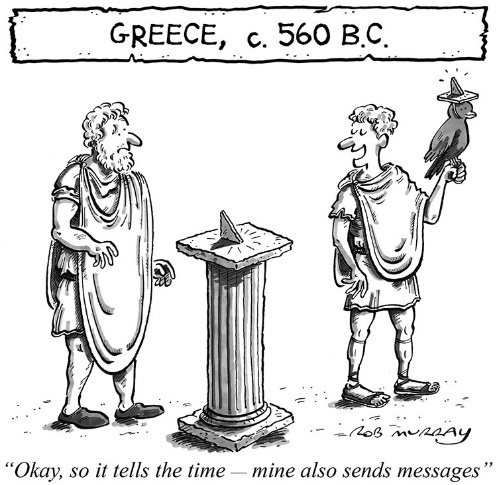 GREECE, c. 560 B.C.
ROB MURRAY
“Okay, so it tells the time — mine also sends messages”